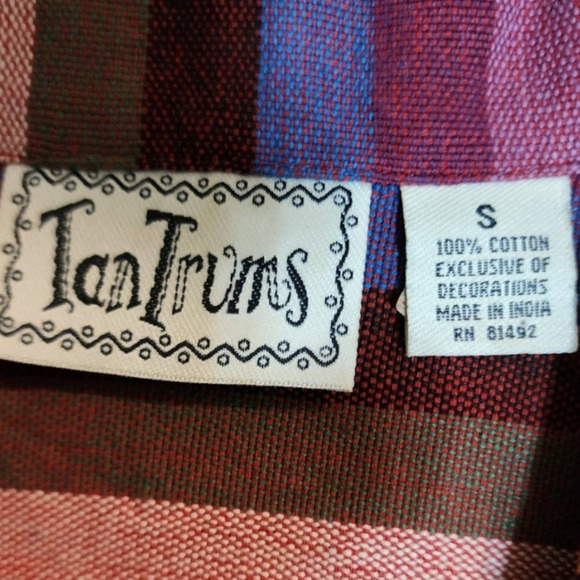 TanTrums
S
100% COTTON
EXCLUSIVE OF
DECORATIONS
MADE IN INDIA
RN 81492